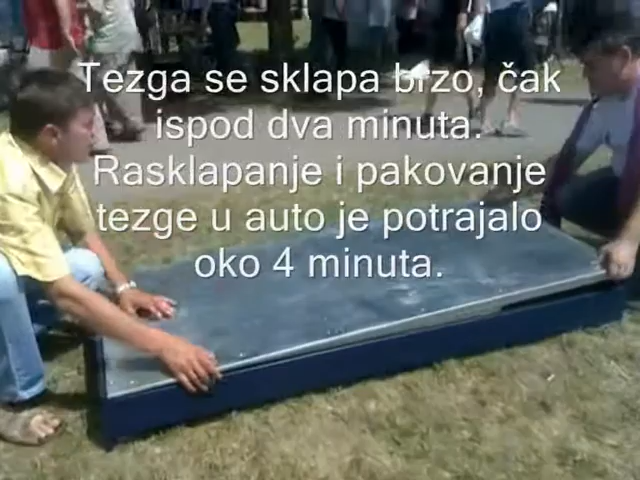 Tezga se sklapa brzo, čak
ispod dva minuta.
Rasklapanje i pakovanje
tezge u auto je potrajalo
oko 4 minuta.